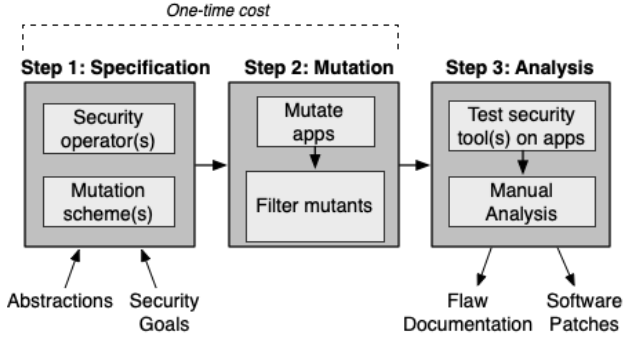 One-time cost
Step 1: Specification
Security
operator(s)
Mutation
scheme(s)
Abstractions
Security
Goals
Step 2: Mutation
Mutate
apps
Filter mutants
Step 3: Analysis
Test security
tool(s) on apps
Manual
Analysis
Flaw
Documentation
Software
Patches